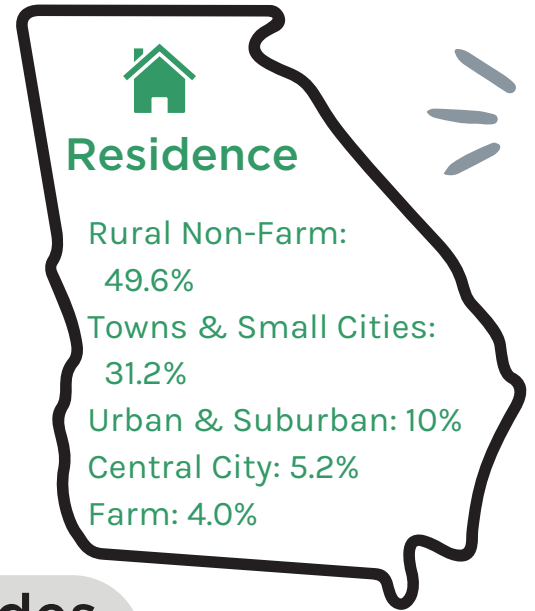 Residence
Rural Non-Farm:
49.6%
Towns & Small Cities:
31.2%
Urban & Suburban: 10%
Central City: 5.2%
Farm: 4.0%